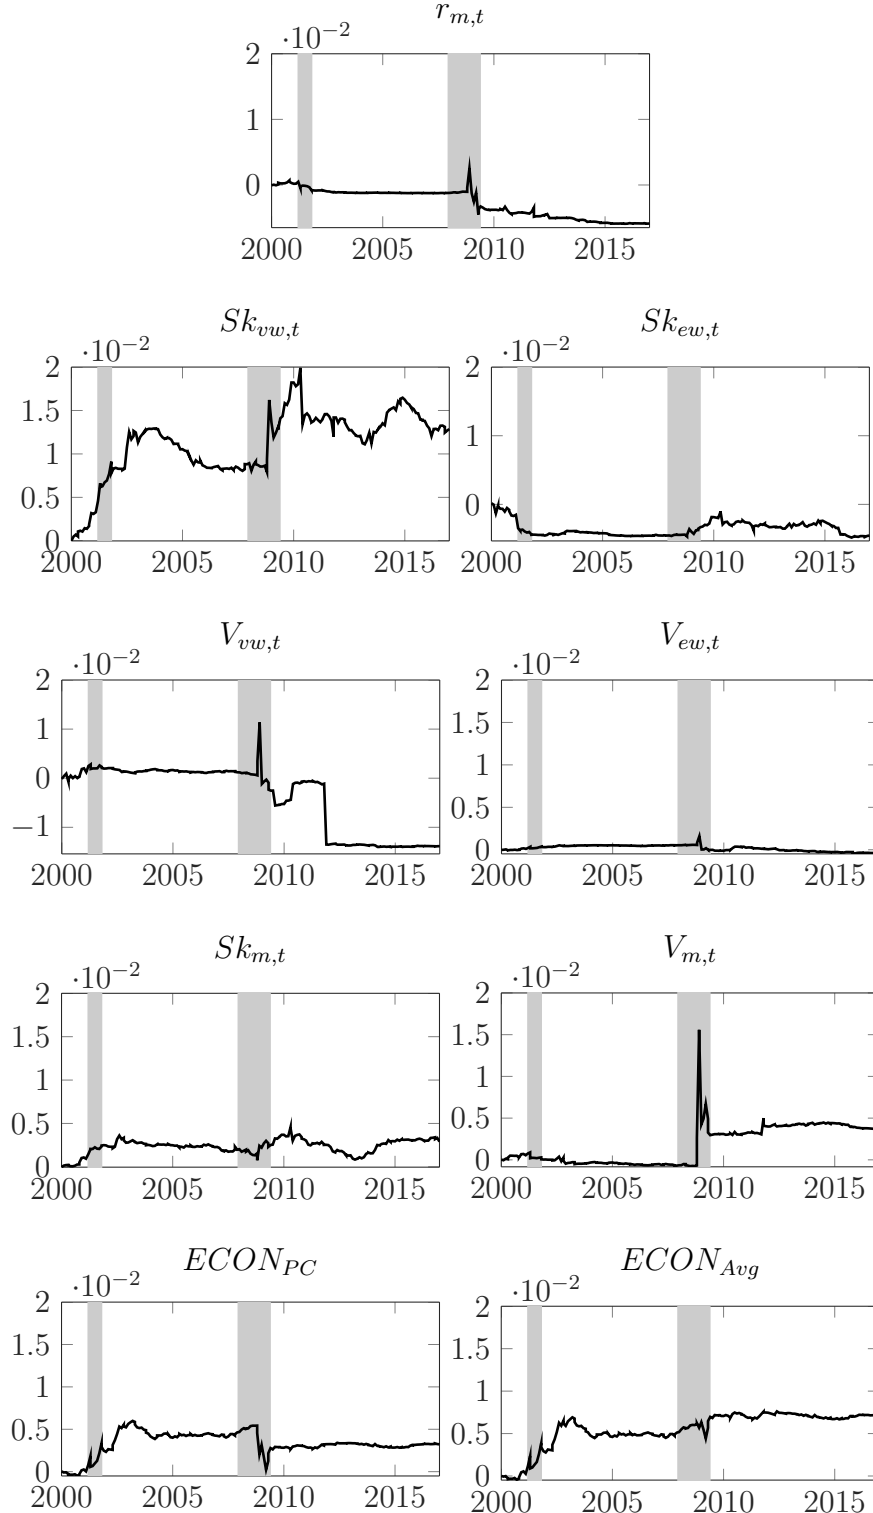 r_{m,t}
·10^{-2}
2
1
0
2000 2005 2010 2015
Sk_{vw,t} Sk_{ew,t}
·10^{-2} ·10^{-2}
2 2
1.5
1 1
0.5 0
0
2000 2005 2010 2015 2000 2005 2010 2015
V_{vw,t} V_{ew,t}
·10^{-2} ·10^{-2}
2 2
1 1.5
0 1
−1 0.5
0
2000 2005 2010 2015 2000 2005 2010 2015
Sk_{m,t} V_{m,t}
·10^{-2} ·10^{-2}
2 2
1.5 1.5
1 1
0.5 0.5
0 0
2000 2005 2010 2015 2000 2005 2010 2015
ECON_{PC} ECON_{Avg}
·10^{-2} ·10^{-2}
2 2
1.5 1.5
1 1
0.5 0.5
0 0
2000 2005 2010 2015 2000 2005 2010 2015